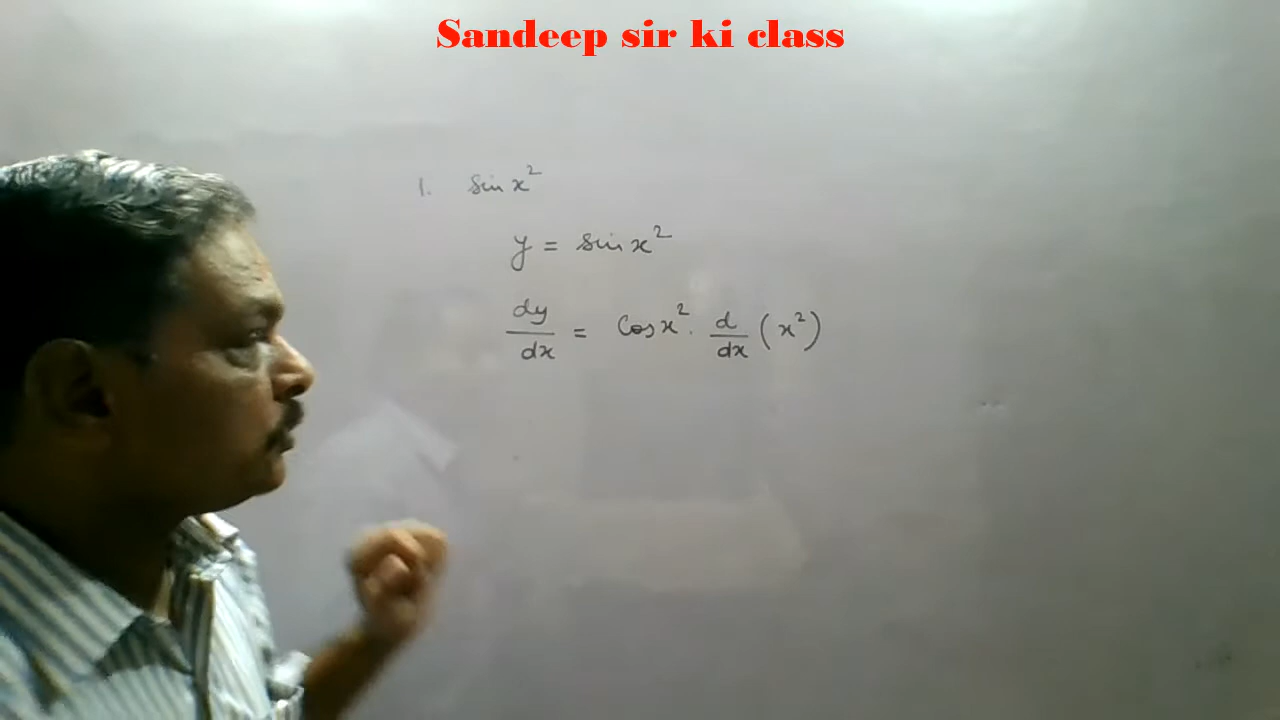 Sandeep sir ki class
1. Sin x²
y = sin x²
dy/dx = Cos x² · d/dx (x²)